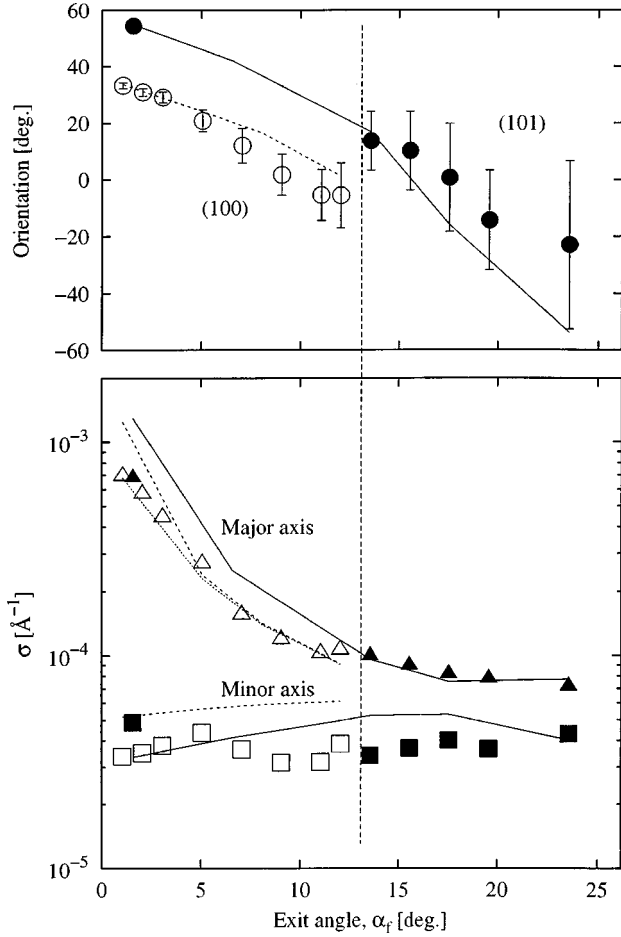 60
40
20
0
−20
−40
−60
Orientation [deg.]
(100)
(101)
10⁻³
10⁻⁴
10⁻⁵
σ [Å⁻¹]
Major axis
Minor axis
0 5 10 15 20 25
Exit angle, α_f [deg.]